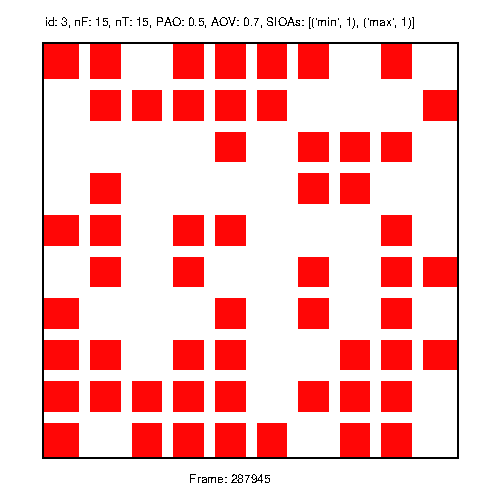 id: 3, nF: 15, nT: 15, PAO: 0.5, AOV: 0.7, SIOAs: [('min', 1), ('max', 1)]
Frame: 287945